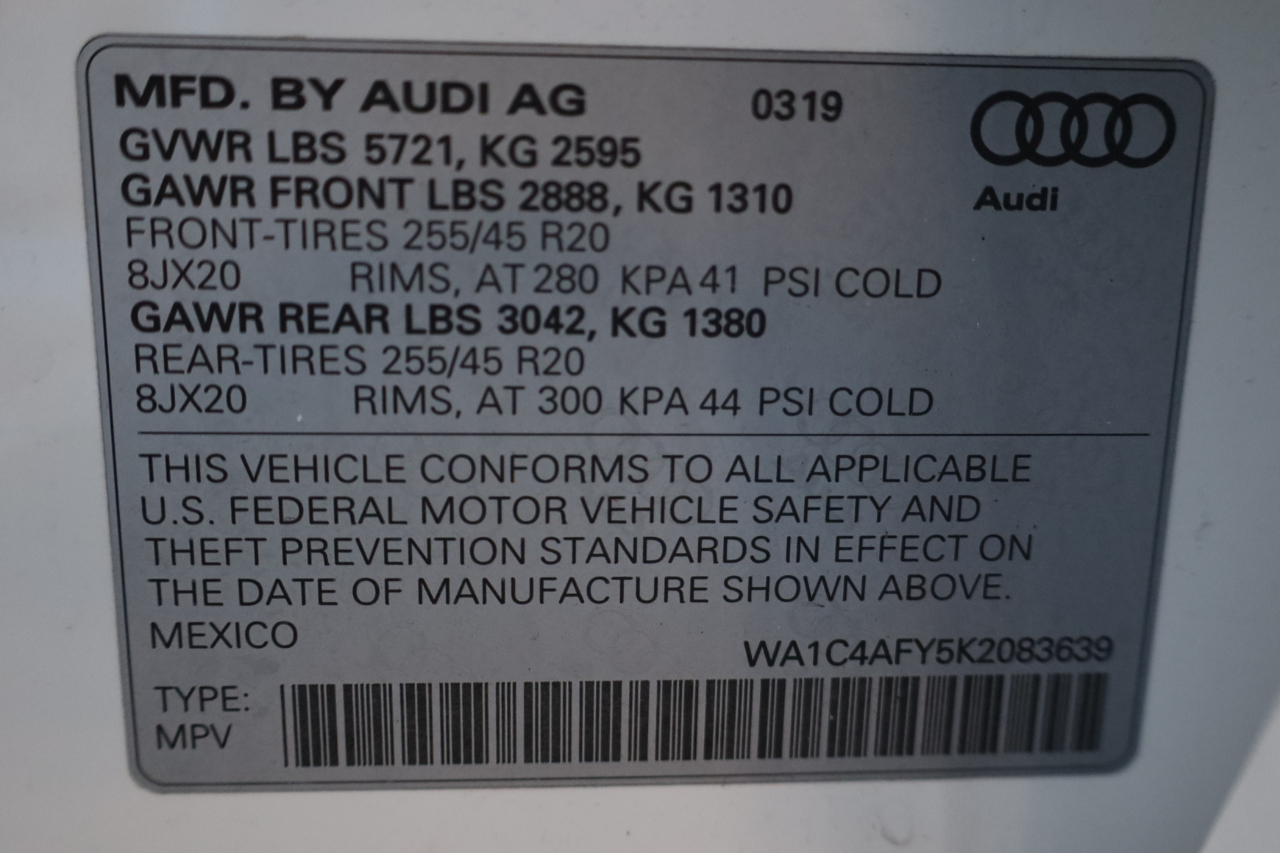 MFD. BY AUDI AG 0319
GVWR LBS 5721, KG 2595
GAWR FRONT LBS 2888, KG 1310
Audi
FRONT-TIRES 255/45 R20
8JX20 RIMS, AT 280 KPA 41 PSI COLD
GAWR REAR LBS 3042, KG 1380
REAR-TIRES 255/45 R20
8JX20 RIMS, AT 300 KPA 44 PSI COLD
THIS VEHICLE CONFORMS TO ALL APPLICABLE
U.S. FEDERAL MOTOR VEHICLE SAFETY AND
THEFT PREVENTION STANDARDS IN EFFECT ON
THE DATE OF MANUFACTURE SHOWN ABOVE.
MEXICO
WA1C4AFY5K2083639
TYPE:
MPV